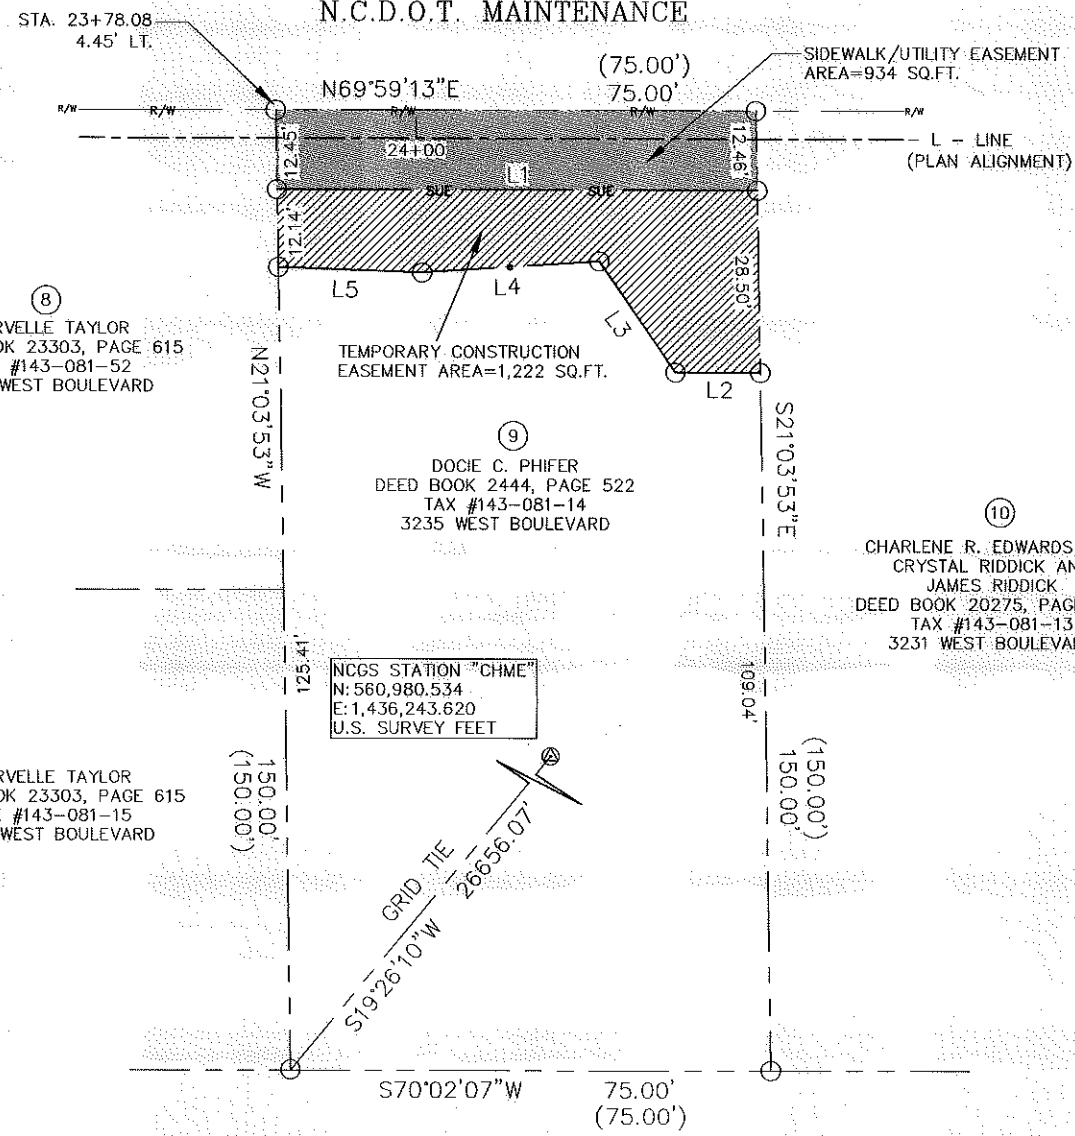 N.C.D.O.T. MAINTENANCE
STA. 23+78.08
4.45' LT.
SIDEWALK/UTILITY EASEMENT
AREA=934 SQ.FT.
(75.00')
N69°59'13"E 75.00'
R/W R/W R/W R/W R/W
24+00
L - LINE
(PLAN ALIGNMENT)
12.45'
12.46'
L1
SUE SUE
12.14'
28.50'
L5
L4
L3
L2
TEMPORARY CONSTRUCTION
EASEMENT AREA=1,222 SQ.FT.
8
RVELLE TAYLOR
OK 23303, PAGE 615
#143-081-52
WEST BOULEVARD
N21°03'53"W
S21°03'53"E
9
DOCIE C. PHIFER
DEED BOOK 2444, PAGE 522
TAX #143-081-14
3235 WEST BOULEVARD
10
CHARLENE R. EDWARDS
CRYSTAL RIDDICK AN
JAMES RIDDICK
DEED BOOK 20275, PAG
TAX #143-081-13
3231 WEST BOULEVA
125.41'
109.04'
NCGS STATION "CHME"
N: 560,980.534
E: 1,436,243.620
U.S. SURVEY FEET
RVELLE TAYLOR
OK 23303, PAGE 615
#143-081-15
WEST BOULEVARD
150.00'
(150.00')
(150.00')
150.00'
GRID TIE
S19°26'10"W 26656.07'
S70°02'07"W 75.00'
(75.00')